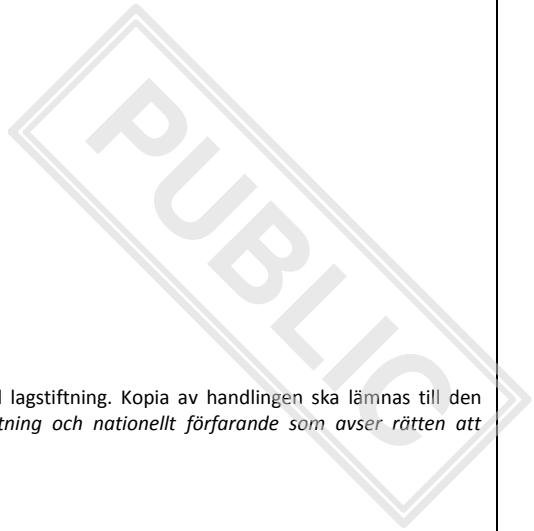 PUBLIC
l lagstiftning. Kopia av handlingen ska lämnas till den
tning och nationellt förfarande som avser rätten att